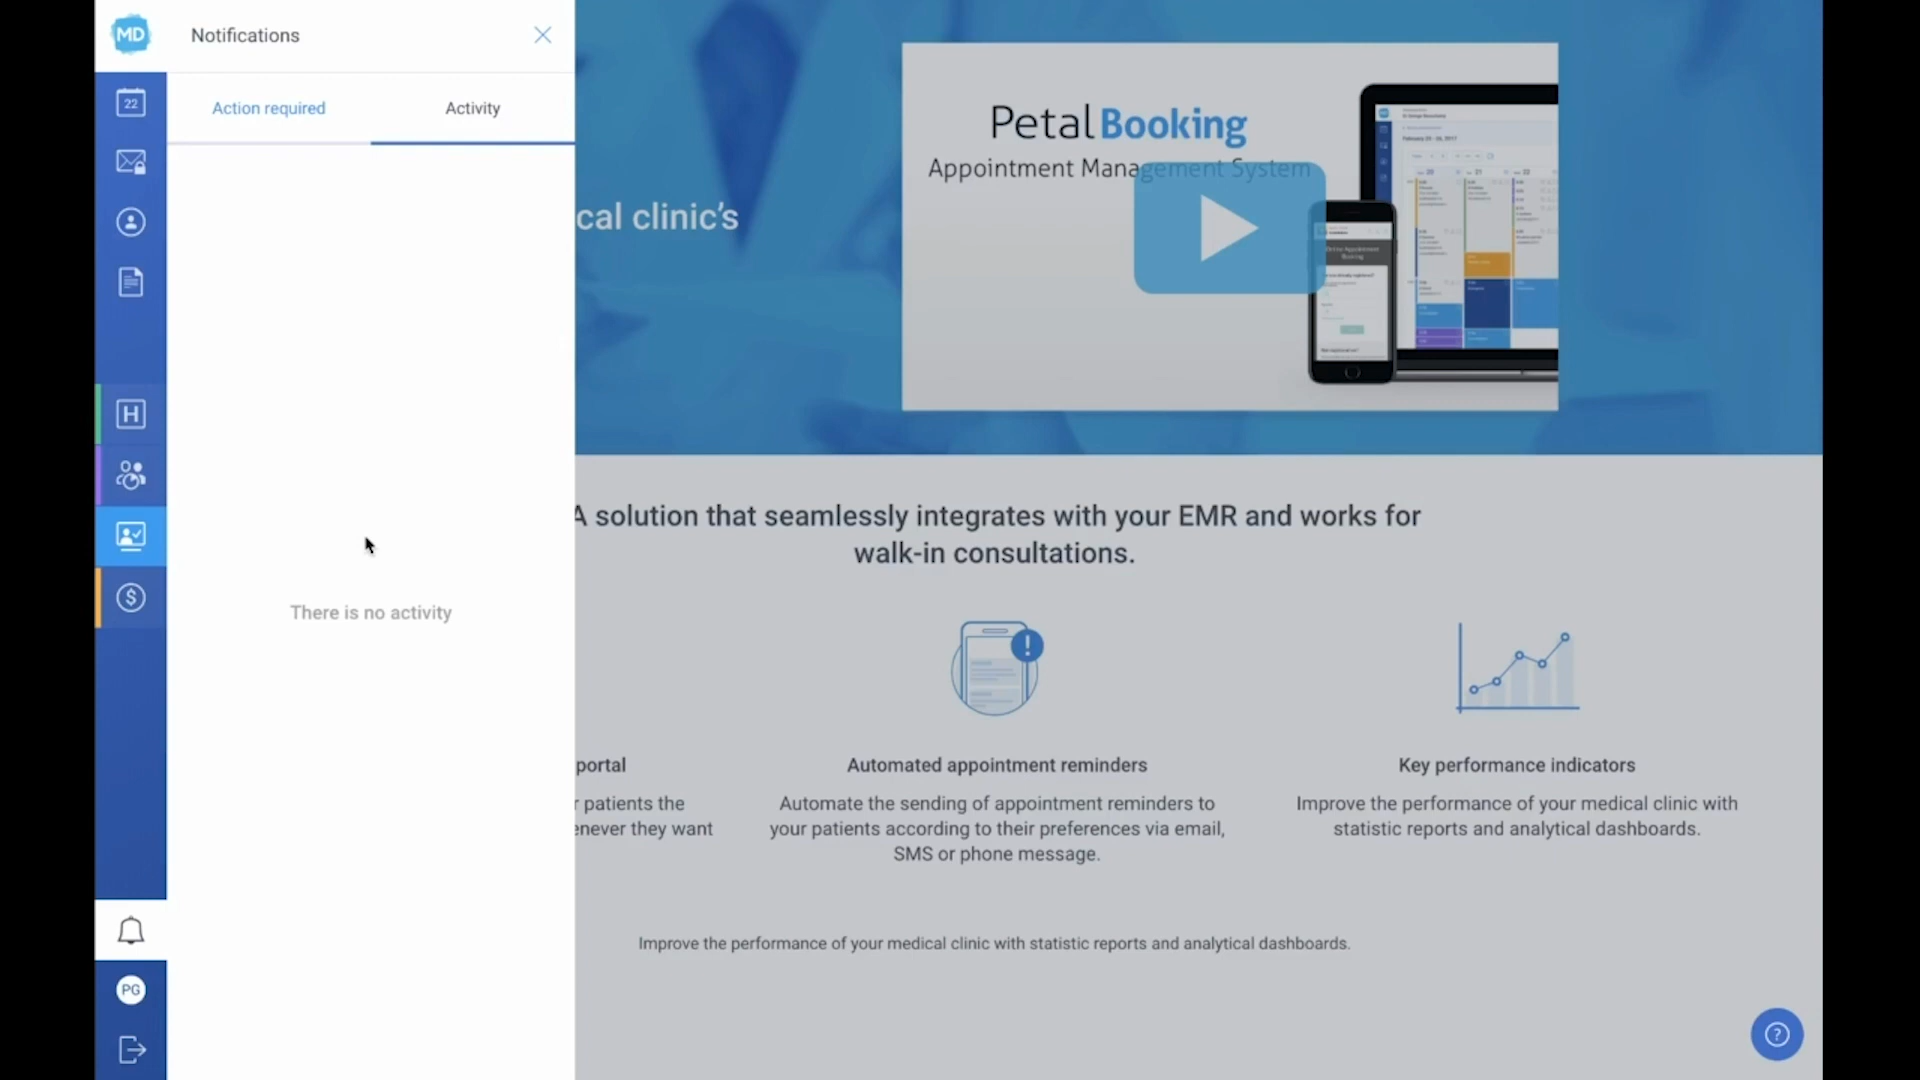 MD
Notifications
Action required
Activity
22
H
There is no activity
$
PG
cal clinic's
Petal Booking
Appointment Management System
A solution that seamlessly integrates with your EMR and works for
walk-in consultations.
!
portal
patients the
enever they want
Automated appointment reminders
Automate the sending of appointment reminders to
your patients according to their preferences via email,
SMS or phone message.
Key performance indicators
Improve the performance of your medical clinic with
statistic reports and analytical dashboards.
Improve the performance of your medical clinic with statistic reports and analytical dashboards.
?